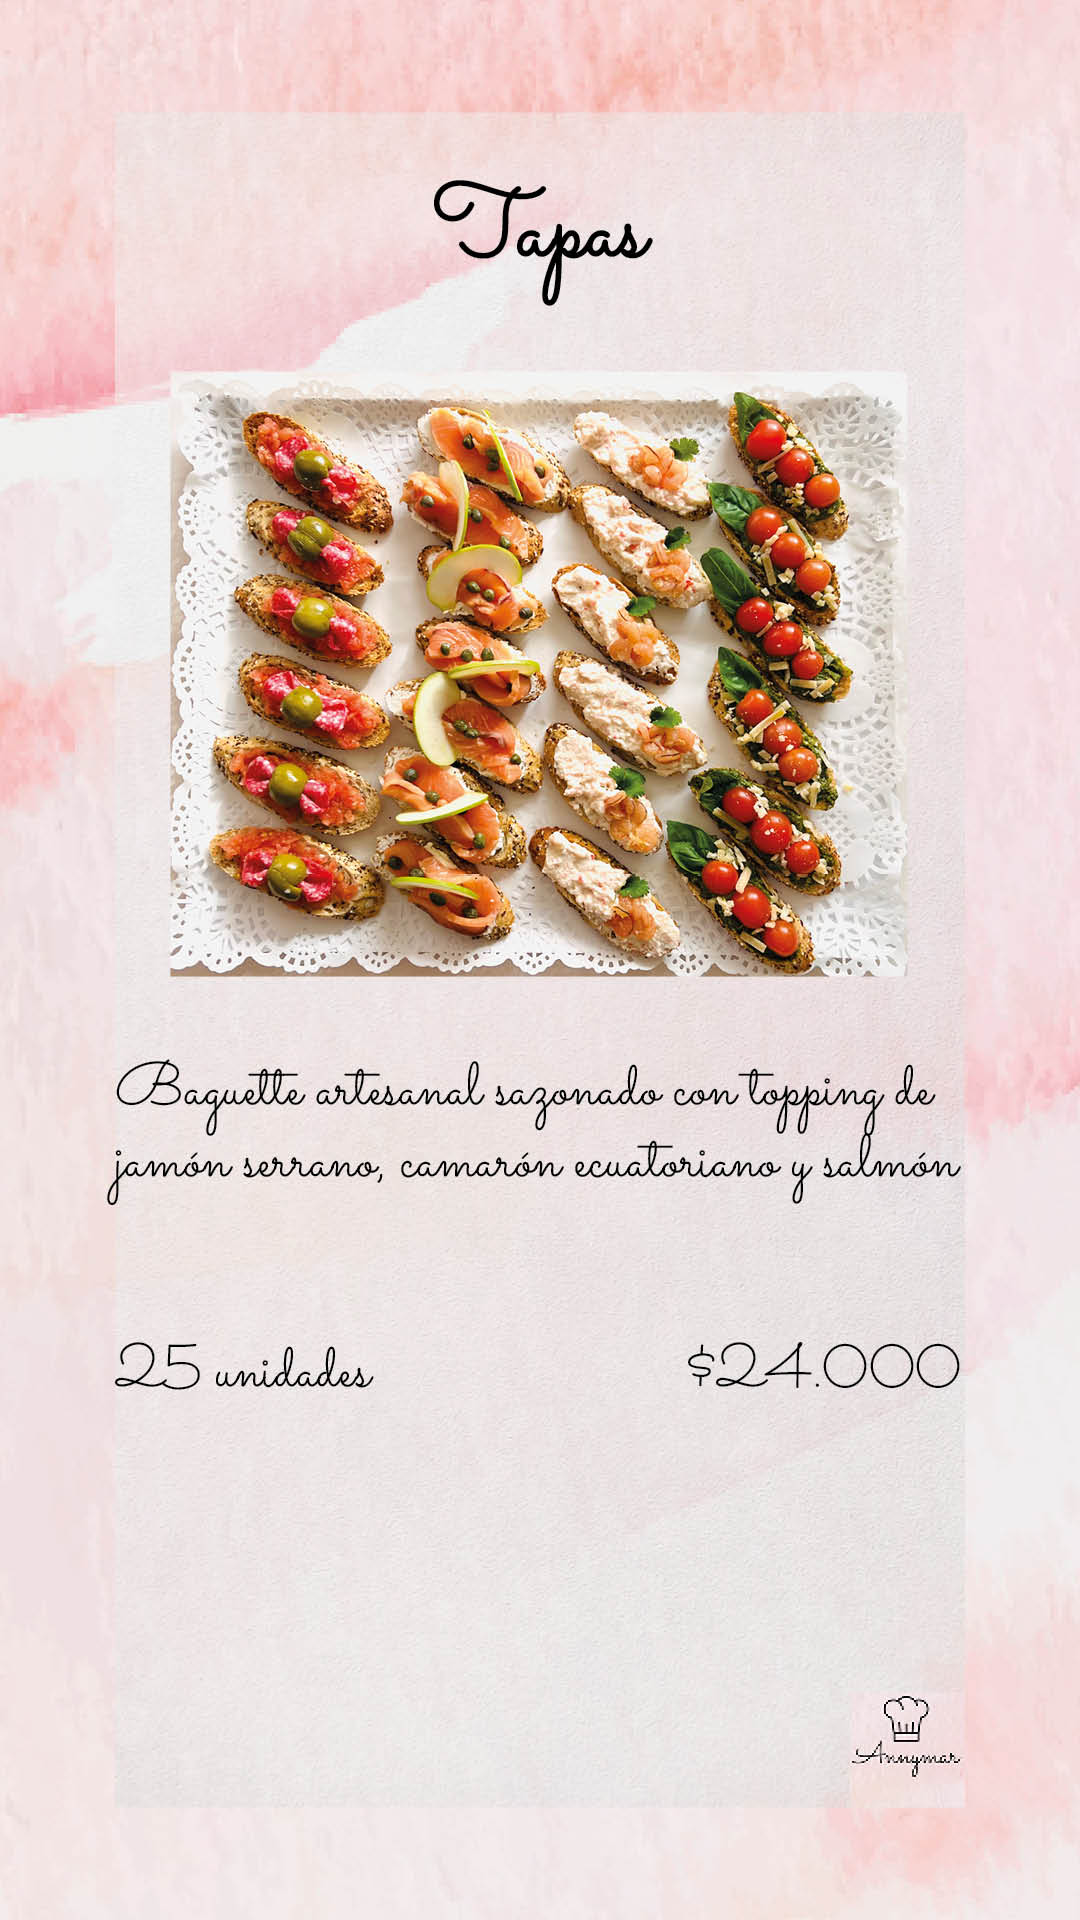 Tapas
Baguette artesanal sazonado con topping de
jamón serrano, camarón ecuatoriano y salmón
25 unidades $24.000
Annymar